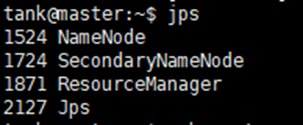 tank@master:~$ jps
1524 NameNode
1724 SecondaryNameNode
1871 ResourceManager
2127 Jps